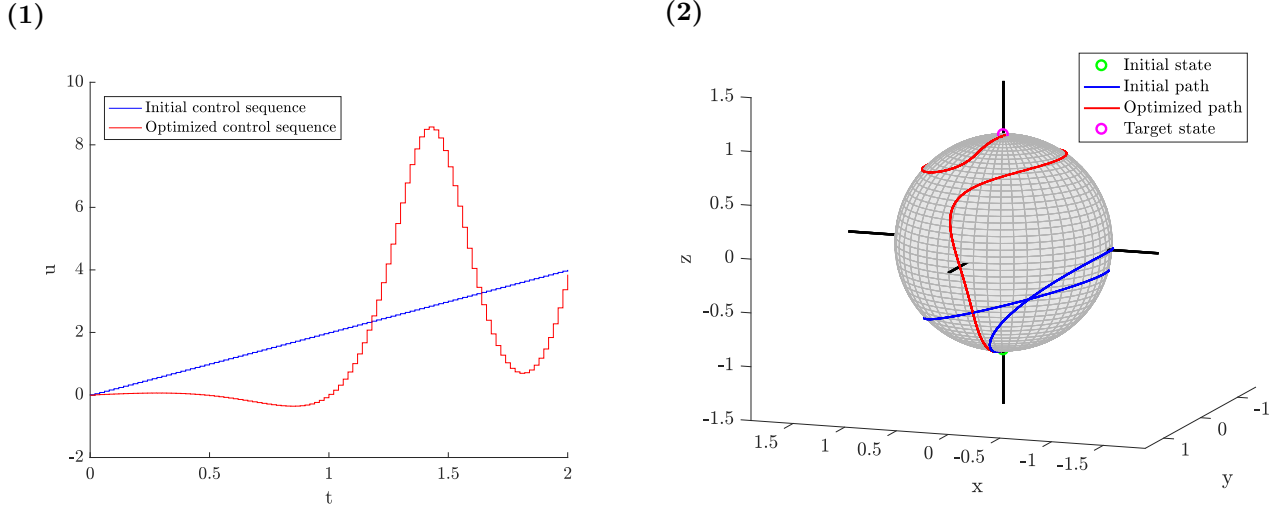 (1)
10
8
6
4
2
0
-2
0
0.5
1
1.5
2
u
t
Initial control sequence
Optimized control sequence
(2)
Initial state
Initial path
Optimized path
Target state
1.5
1
0.5
0
-0.5
-1
-1.5
z
1.5
1
0.5
0
-0.5
-1
-1.5
x
1
0
-1
y